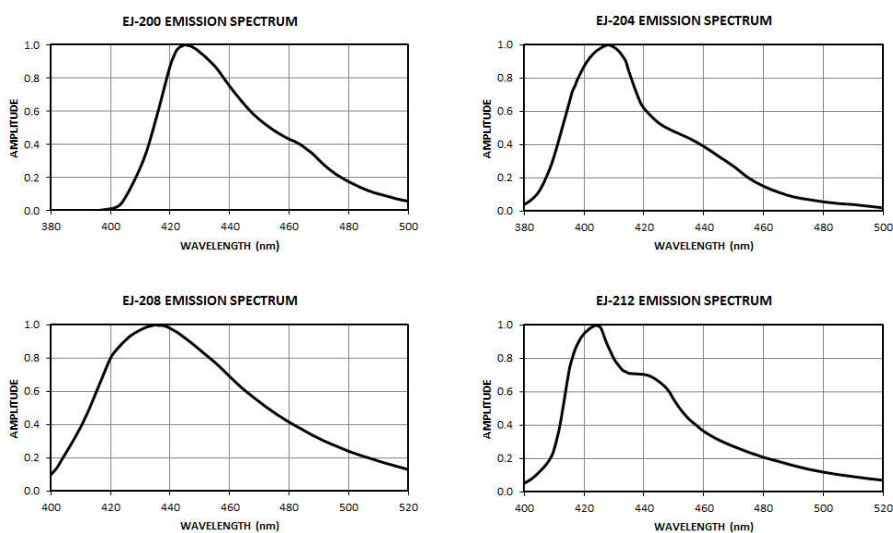 EJ-200 EMISSION SPECTRUM
AMPLITUDE
1.0
0.8
0.6
0.4
0.2
0.0
380 400 420 440 460 480 500
WAVELENGTH (nm)
EJ-204 EMISSION SPECTRUM
AMPLITUDE
1.0
0.8
0.6
0.4
0.2
0.0
380 400 420 440 460 480 500
WAVELENGTH (nm)
EJ-208 EMISSION SPECTRUM
AMPLITUDE
1.0
0.8
0.6
0.4
0.2
0.0
400 420 440 460 480 500 520
WAVELENGTH (nm)
EJ-212 EMISSION SPECTRUM
AMPLITUDE
1.0
0.8
0.6
0.4
0.2
0.0
400 420 440 460 480 500 520
WAVELENGTH (nm)